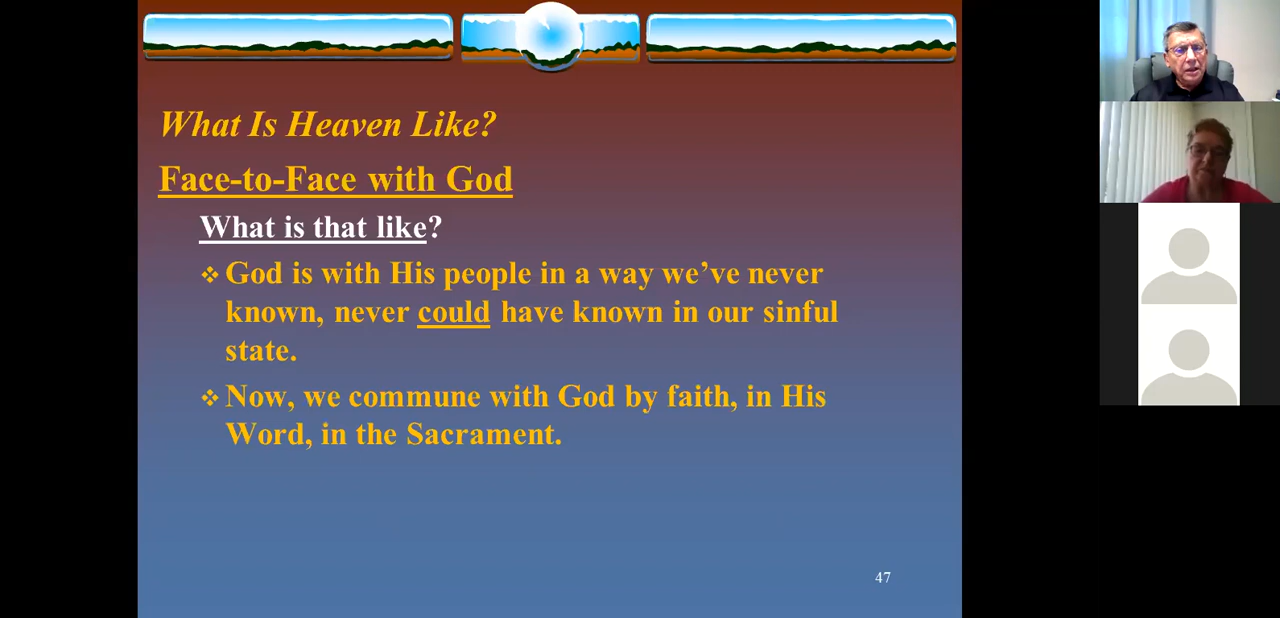 What Is Heaven Like?
Face-to-Face with God
What is that like?
God is with His people in a way we’ve never
known, never could have known in our sinful
state.
Now, we commune with God by faith, in His
Word, in the Sacrament.
47